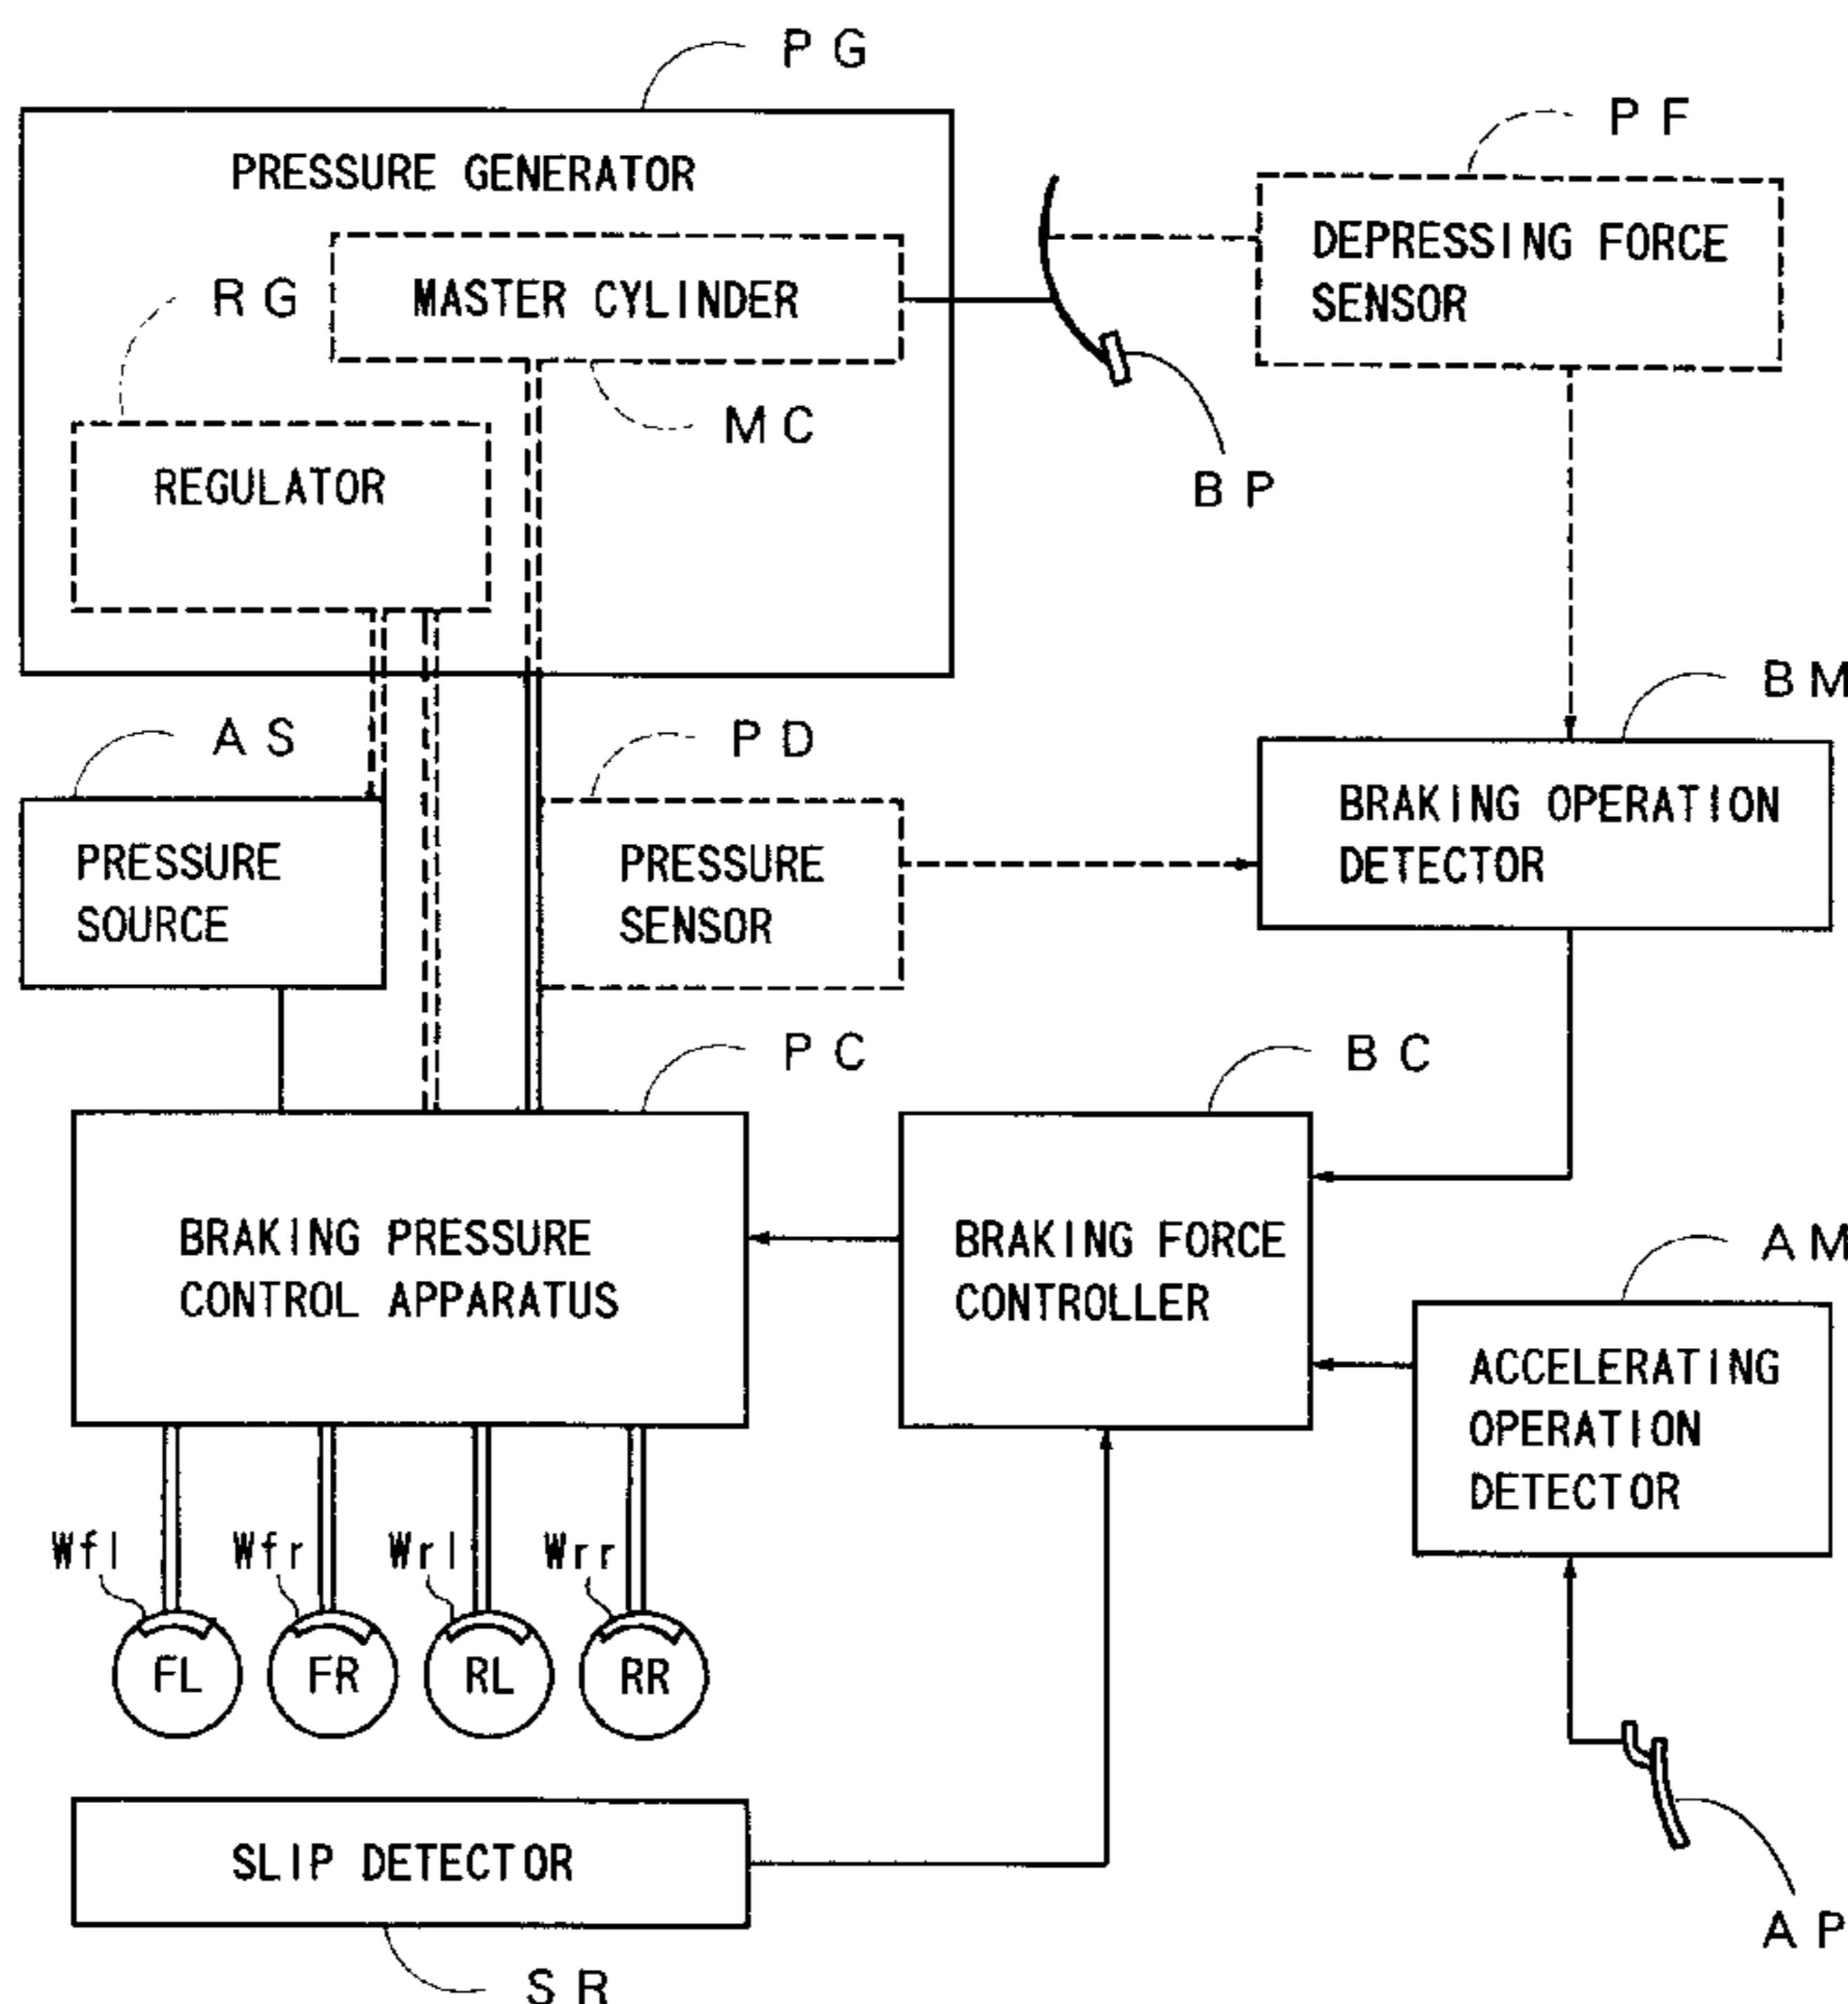 PG
PRESSURE GENERATOR
PF
DEPRESSING FORCE
SENSOR
RG
MASTER CYLINDER
MC
BP
REGULATOR
BM
AS
PD
BRAKING OPERATION
DETECTOR
PRESSURE
SOURCE
PRESSURE
SENSOR
PC
BC
BRAKING PRESSURE
CONTROL APPARATUS
BRAKING FORCE
CONTROLLER
AM
ACCELERATING
OPERATION
DETECTOR
Wfl
Wfr
Wrl
Wrr
FL
FR
RL
RR
SLIP DETECTOR
AP
SR